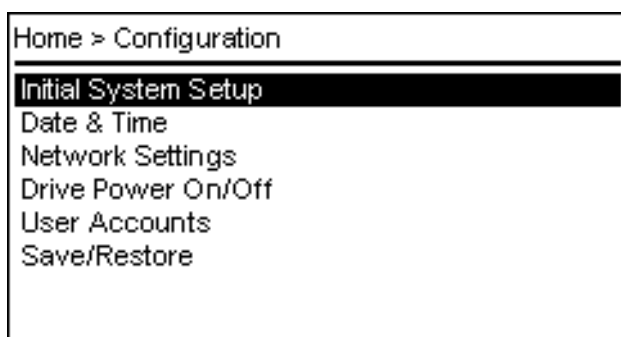 Home > Configuration
Initial System Setup
Date & Time
Network Settings
Drive Power On/Off
User Accounts
Save/Restore